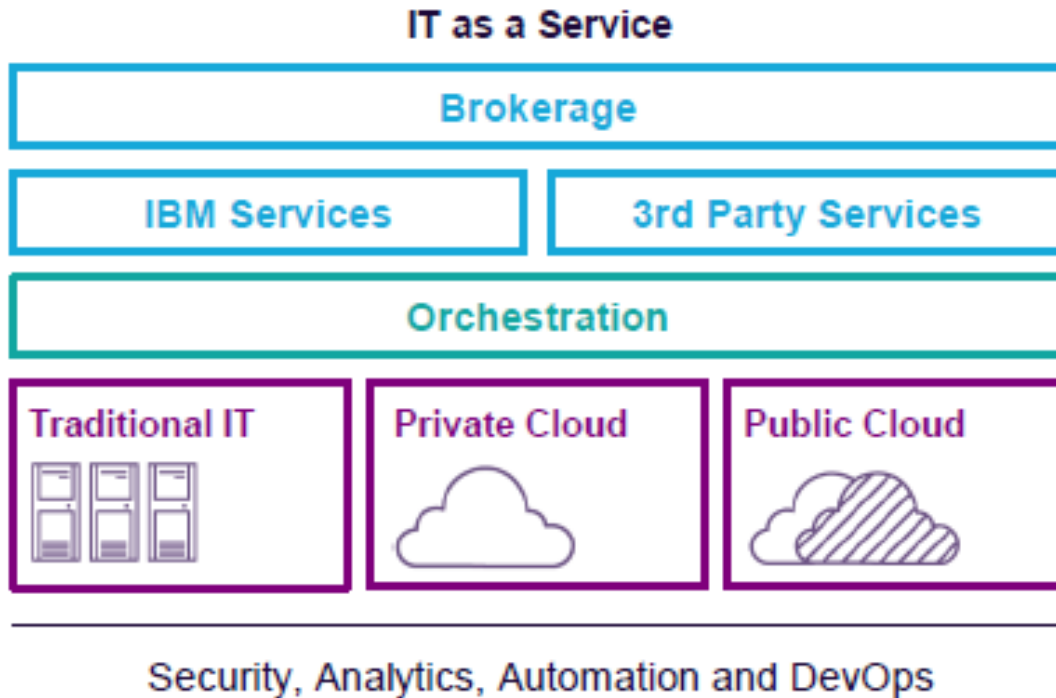 IT as a Service
Brokerage
IBM Services
3rd Party Services
Orchestration
Traditional IT
Private Cloud
Public Cloud
Security, Analytics, Automation and DevOps